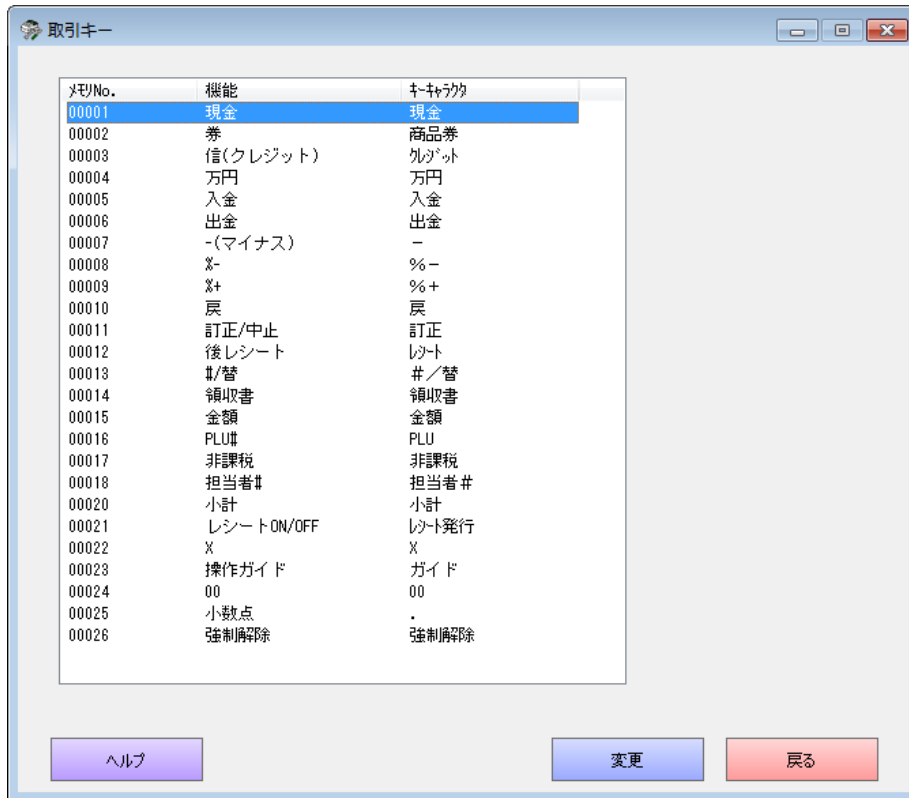 取引キー
ﾒﾓﾘNo. 機能 ｷｰｷｬﾗｸﾀ
00001 現金 現金
00002 券 商品券
00003 信(クレジット) ｸﾚｼﾞｯﾄ
00004 万円 万円
00005 入金 入金
00006 出金 出金
00007 -(マイナス) －
00008 %- %－
00009 %+ %＋
00010 戻 戻
00011 訂正/中止 訂正
00012 後レシート ﾚｼｰﾄ
00013 #/替 ＃／替
00014 領収書 領収書
00015 金額 金額
00016 PLU# PLU
00017 非課税 非課税
00018 担当者# 担当者＃
00020 小計 小計
00021 レシートON/OFF ﾚｼｰﾄ発行
00022 X X
00023 操作ガイド ガイド
00024 00 00
00025 小数点 .
00026 強制解除 強制解除
ヘルプ 変更 戻る